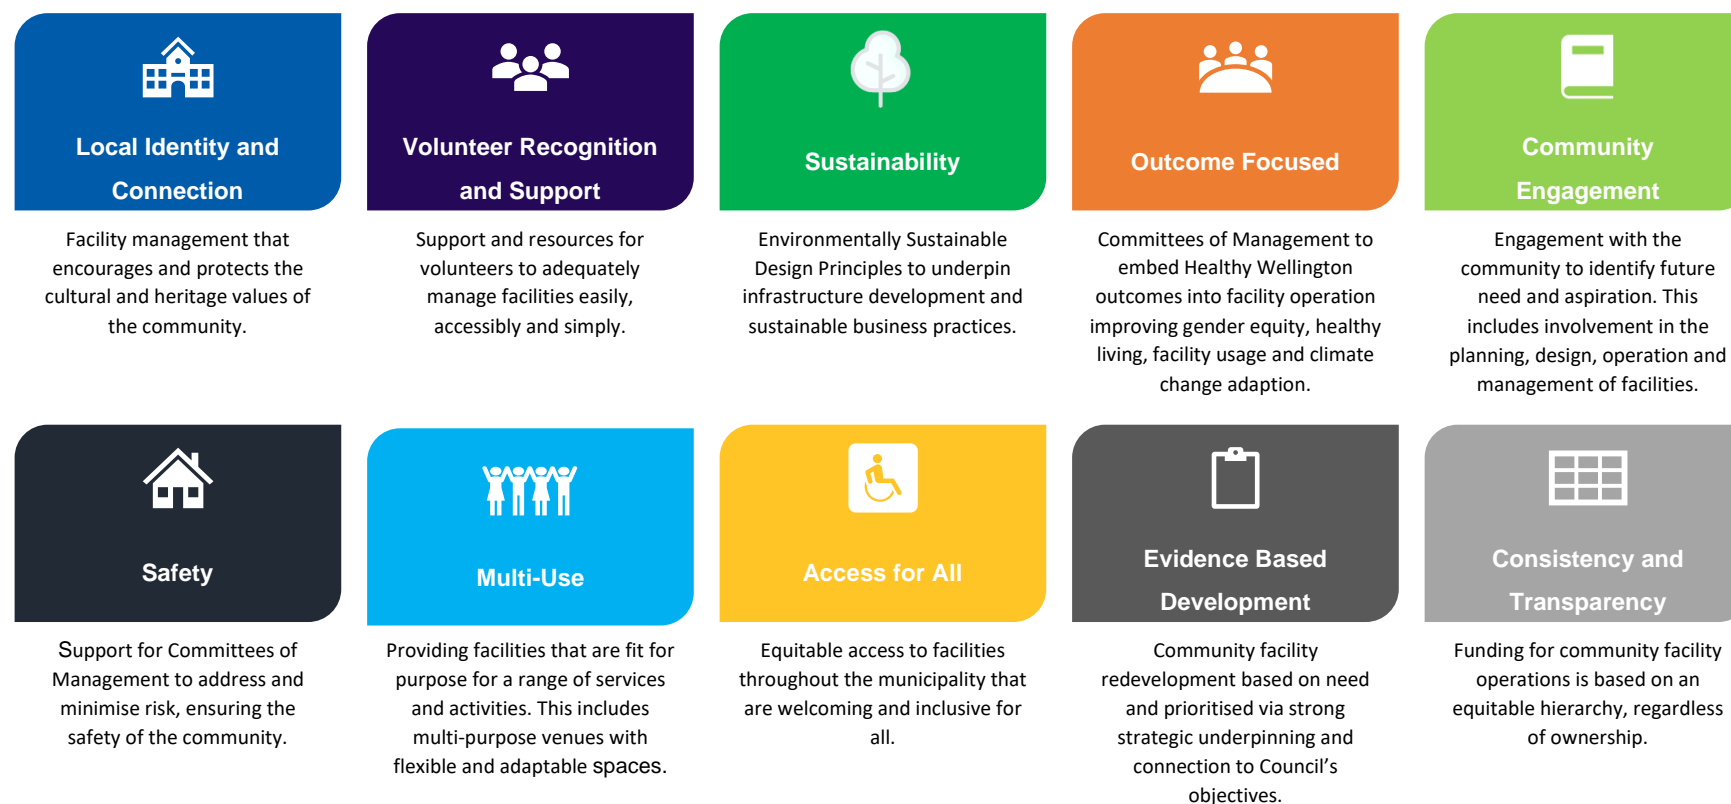 Local Identity and
Connection
Facility management that
encourages and protects the
cultural and heritage values of
the community.
Volunteer Recognition
and Support
Support and resources for
volunteers to adequately
manage facilities easily,
accessibly and simply.
Sustainability
Environmentally Sustainable
Design Principles to underpin
infrastructure development and
sustainable business practices.
Outcome Focused
Committees of Management to
embed Healthy Wellington
outcomes into facility operation
improving gender equity, healthy
living, facility usage and climate
change adaption.
Community
Engagement
Engagement with the
community to identify future
need and aspiration. This
includes involvement in the
planning, design, operation and
management of facilities.
Safety
Support for Committees of
Management to address and
minimise risk, ensuring the
safety of the community.
Multi-Use
Providing facilities that are fit for
purpose for a range of services
and activities. This includes
multi-purpose venues with
flexible and adaptable spaces.
Access for All
Equitable access to facilities
throughout the municipality that
are welcoming and inclusive for
all.
Evidence Based
Development
Community facility
redevelopment based on need
and prioritised via strong
strategic underpinning and
connection to Council's
objectives.
Consistency and
Transparency
Funding for community facility
operations is based on an
equitable hierarchy, regardless
of ownership.